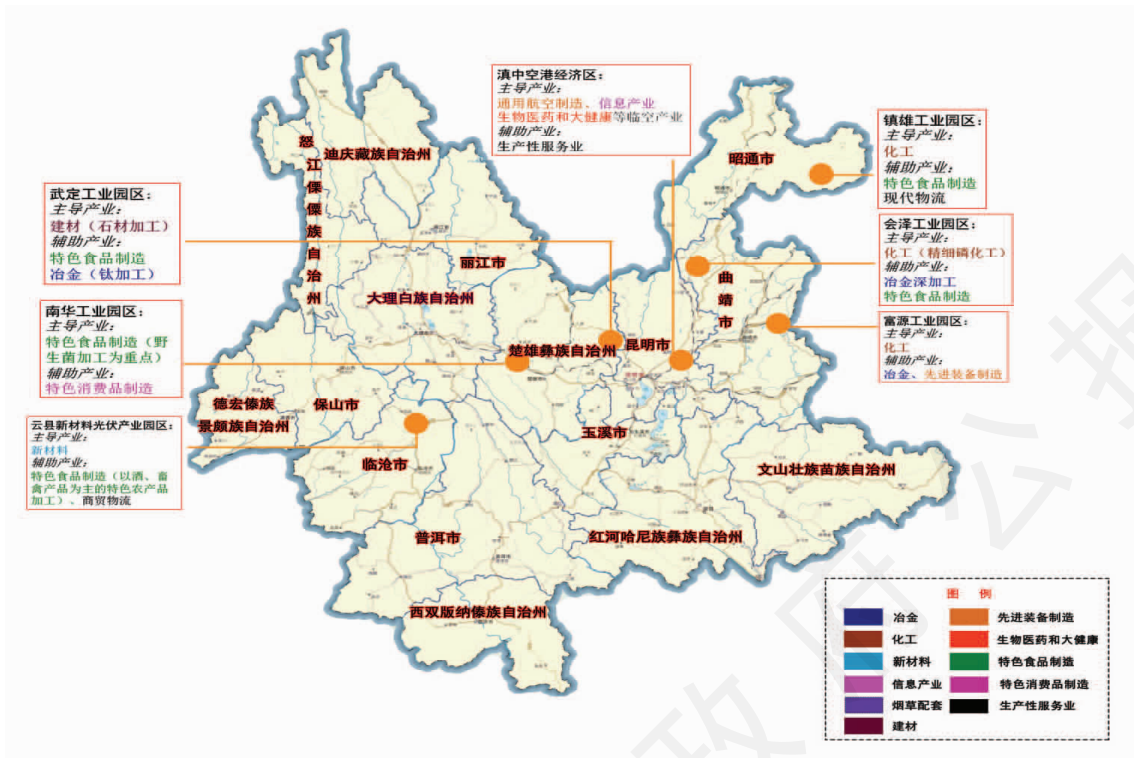 滇中空港经济区：
主导产业：
通用航空制造、信息产业
生物医药和大健康等临空产业
辅助产业：
生产性服务业
镇雄工业园区：
主导产业：
化工
辅助产业：
特色食品制造
现代物流
武定工业园区：
主导产业：
建材（石材加工）
辅助产业：
特色食品制造
冶金（钛加工）
会泽工业园区：
主导产业：
化工（精细磷化工）
辅助产业：
冶金深加工
特色食品制造
南华工业园区：
主导产业：
特色食品制造（野
生菌加工为重点）
辅助产业：
特色消费品制造
富源工业园区：
主导产业：
化工
辅助产业：
冶金、先进装备制造
云县新材料光伏产业园区：
主导产业：
新材料
辅助产业：
特色食品制造（以酒、畜
禽产品为主的特色农产品
加工）、商贸物流
怒江傈僳族自治州
迪庆藏族自治州
昭通市
丽江市
大理白族自治州
曲靖市
楚雄彝族自治州
昆明市
德宏傣族
景颇族自治州
保山市
玉溪市
临沧市
文山壮族苗族自治州
普洱市
红河哈尼族彝族自治州
西双版纳傣族自治州
图 例
冶金
先进装备制造
化工
生物医药和大健康
新材料
特色食品制造
信息产业
特色消费品制造
烟草配套
生产性服务业
建材
政府公报